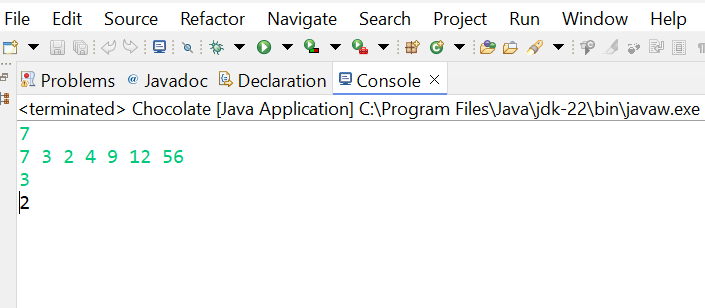 File Edit Source Refactor Navigate Search Project Run Window Help
Problems @ Javadoc Declaration Console
<terminated> Chocolate [Java Application] C:\Program Files\Java\jdk-22\bin\javaw.exe
7
7 3 2 4 9 12 56
3
2